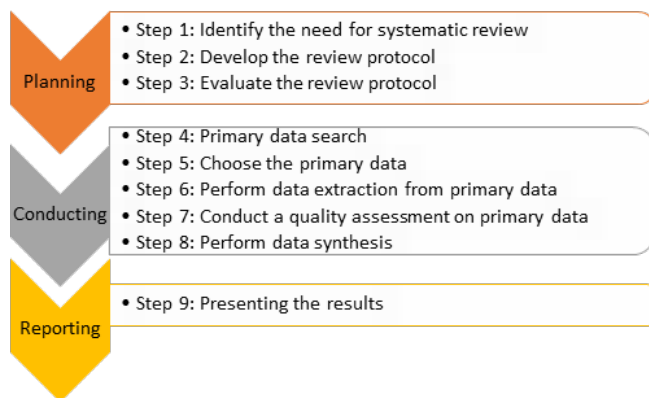 Planning
• Step 1: Identify the need for systematic review
• Step 2: Develop the review protocol
• Step 3: Evaluate the review protocol
Conducting
• Step 4: Primary data search
• Step 5: Choose the primary data
• Step 6: Perform data extraction from primary data
• Step 7: Conduct a quality assessment on primary data
• Step 8: Perform data synthesis
Reporting
• Step 9: Presenting the results